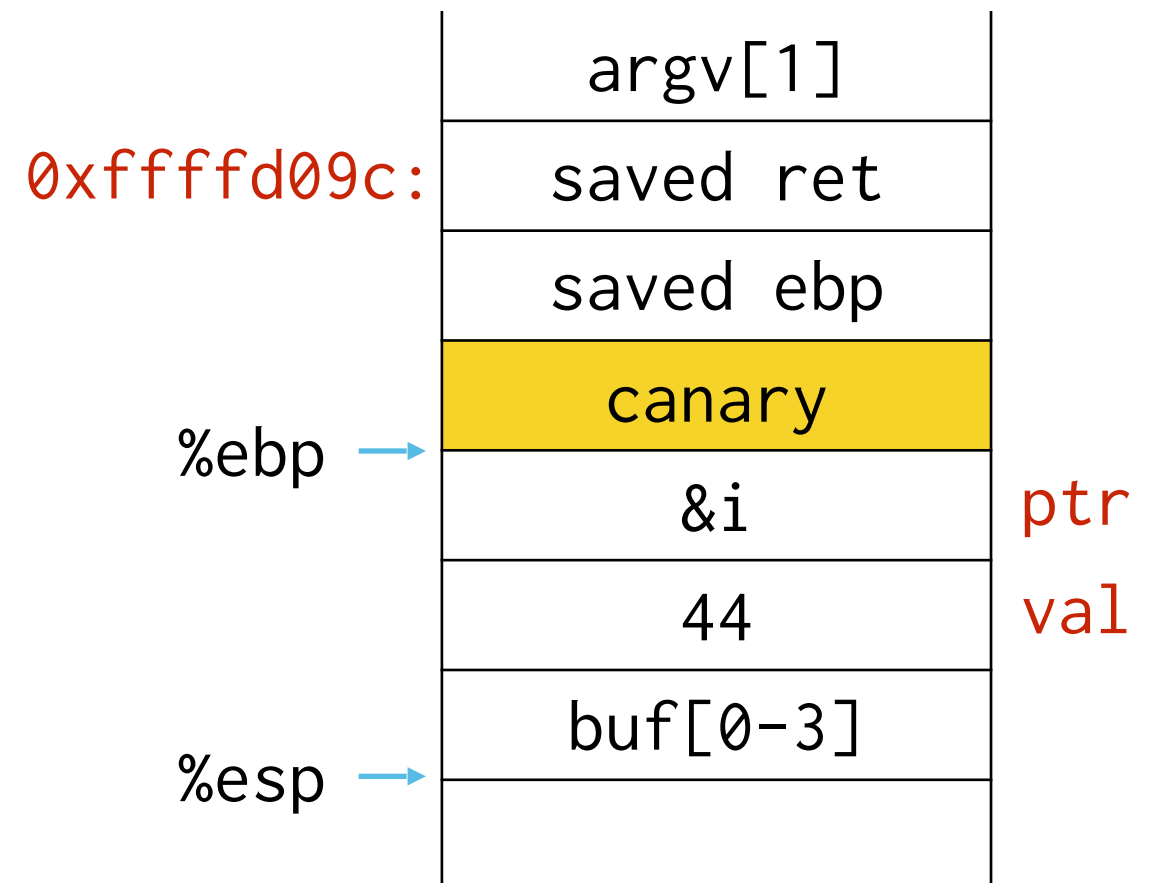 argv[1]
0xffffd09c: saved ret
saved ebp
canary
%ebp
&i ptr
44 val
buf[0-3]
%esp